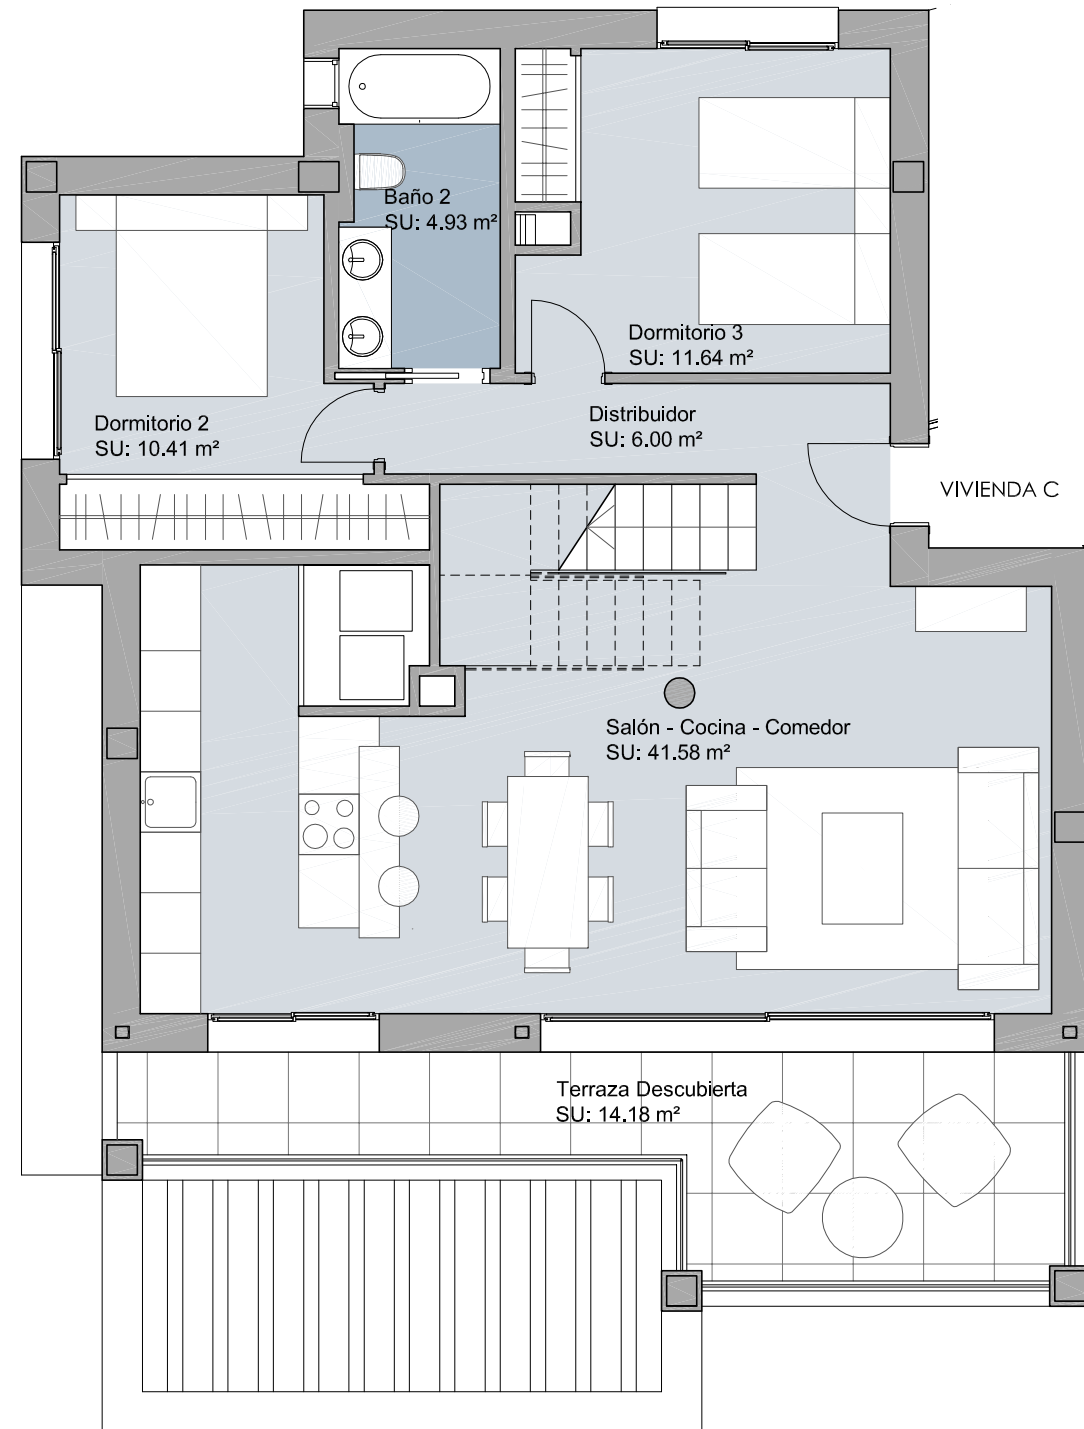 Baño 2
SU: 4.93 m²
Dormitorio 3
SU: 11.64 m²
Dormitorio 2
SU: 10.41 m²
Distribuidor
SU: 6.00 m²
VIVIENDA C
Salón - Cocina - Comedor
SU: 41.58 m²
Terraza Descubierta
SU: 14.18 m²